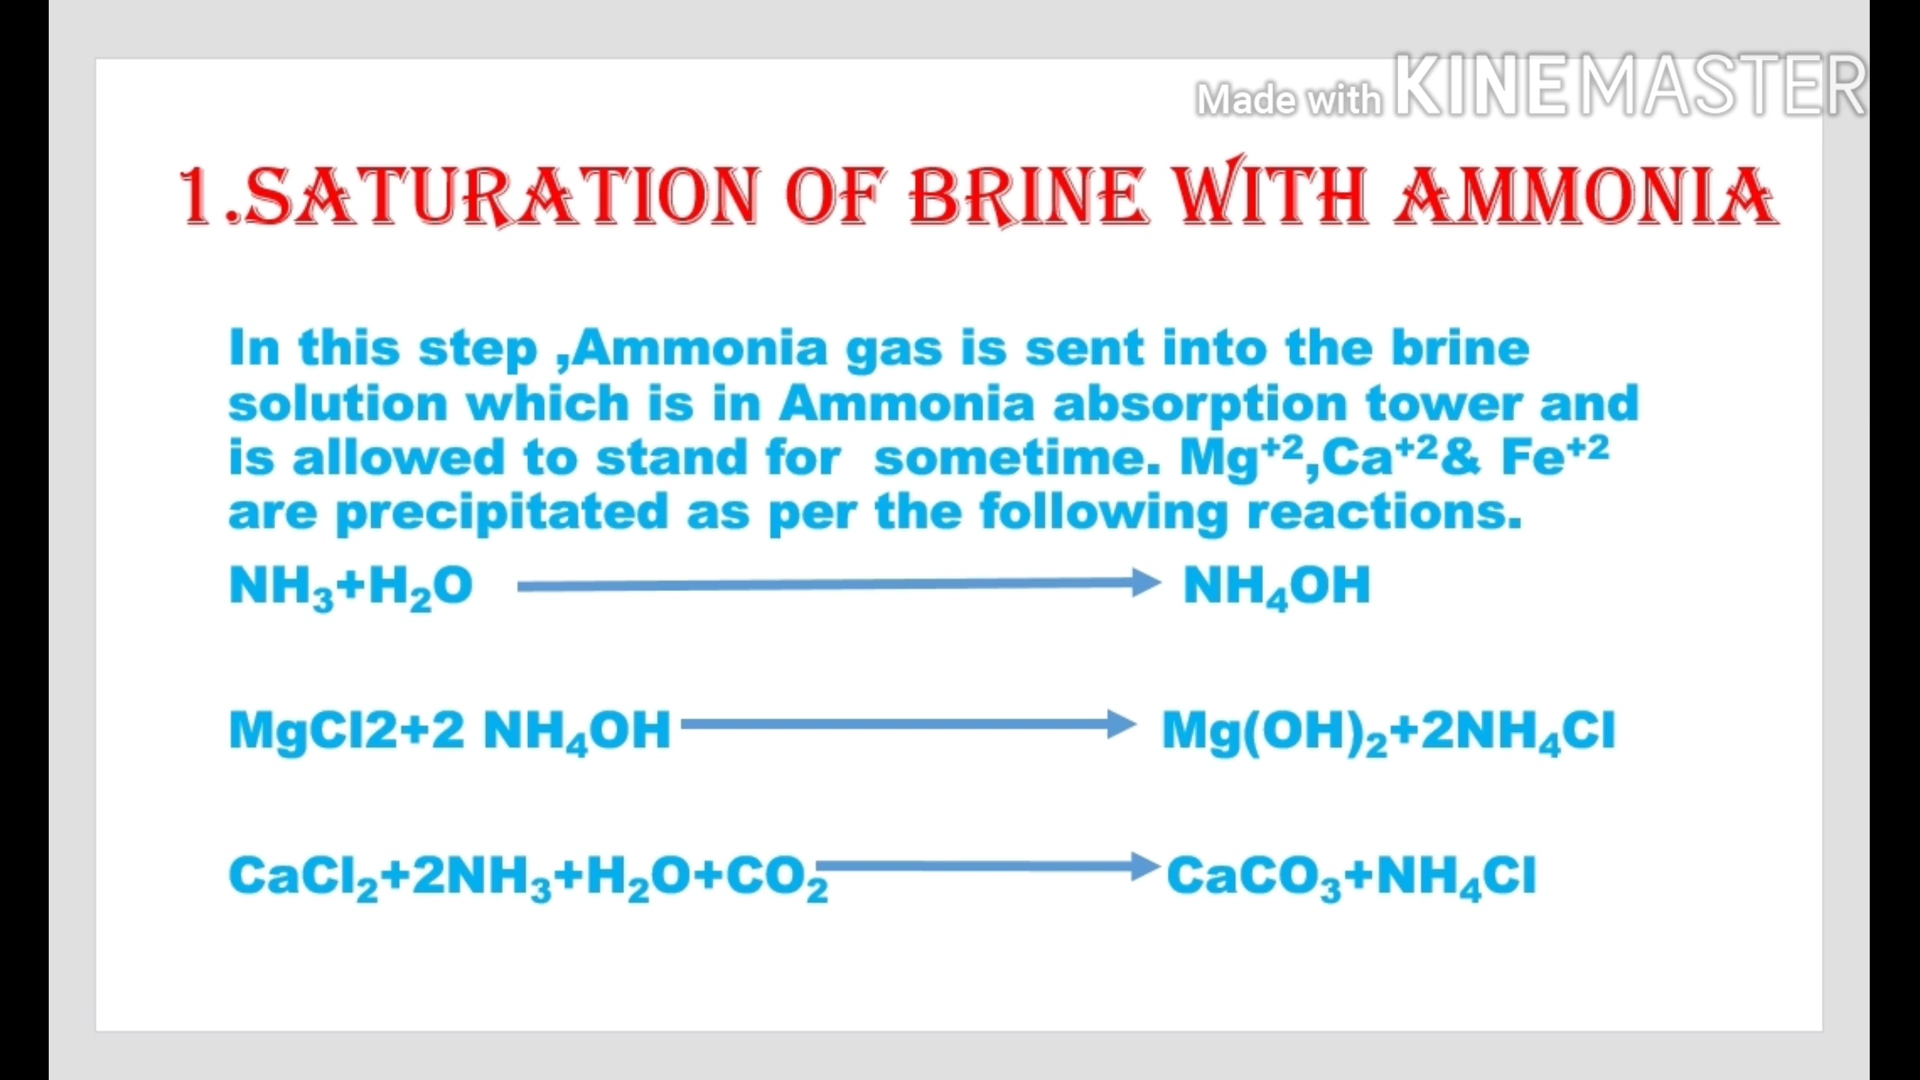 Made with KINEMASTER
1.SATURATION OF BRINE WITH AMMONIA
In this step ,Ammonia gas is sent into the brine
solution which is in Ammonia absorption tower and
is allowed to stand for sometime. Mg⁺²,Ca⁺²& Fe⁺²
are precipitated as per the following reactions.
NH₃+H₂O → NH₄OH
MgCl2+2 NH₄OH → Mg(OH)₂+2NH₄Cl
CaCl₂+2NH₃+H₂O+CO₂ → CaCO₃+NH₄Cl